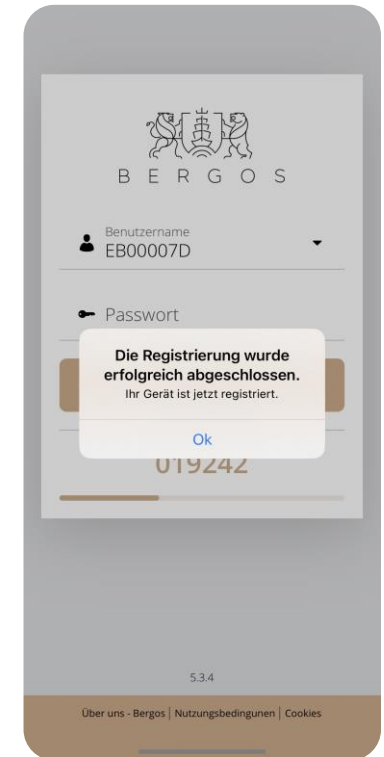 BERGOS
Benutzername
EB00007D
Passwort
Die Registrierung wurde
erfolgreich abgeschlossen.
Ihr Gerät ist jetzt registriert.
Ok
019242
5.3.4
Über uns - Bergos | Nutzungsbedingunen | Cookies